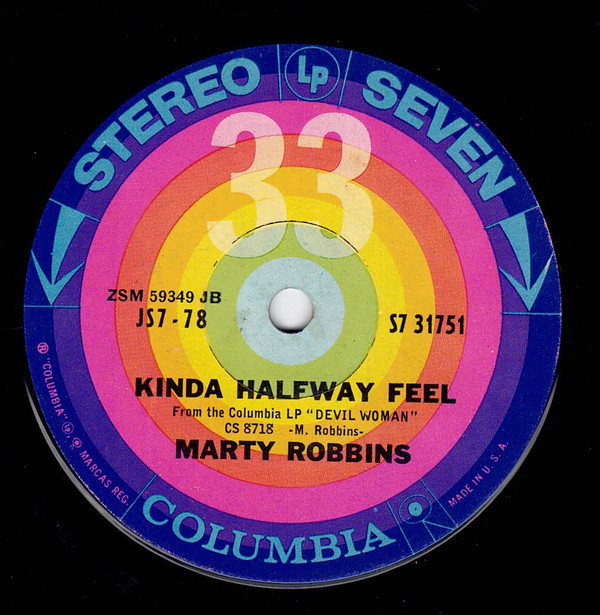 STEREO LP SEVEN
33
ZSM 59349 JB
JS7-78
S7 31751
KINDA HALFWAY FEEL
From the Columbia LP "DEVIL WOMAN"
CS 8718 -M. Robbins-
MARTY ROBBINS
COLUMBIA
Ⓡ "COLUMBIA" LP, Ⓡ MARCAS REG.
MADE IN U.S.A.